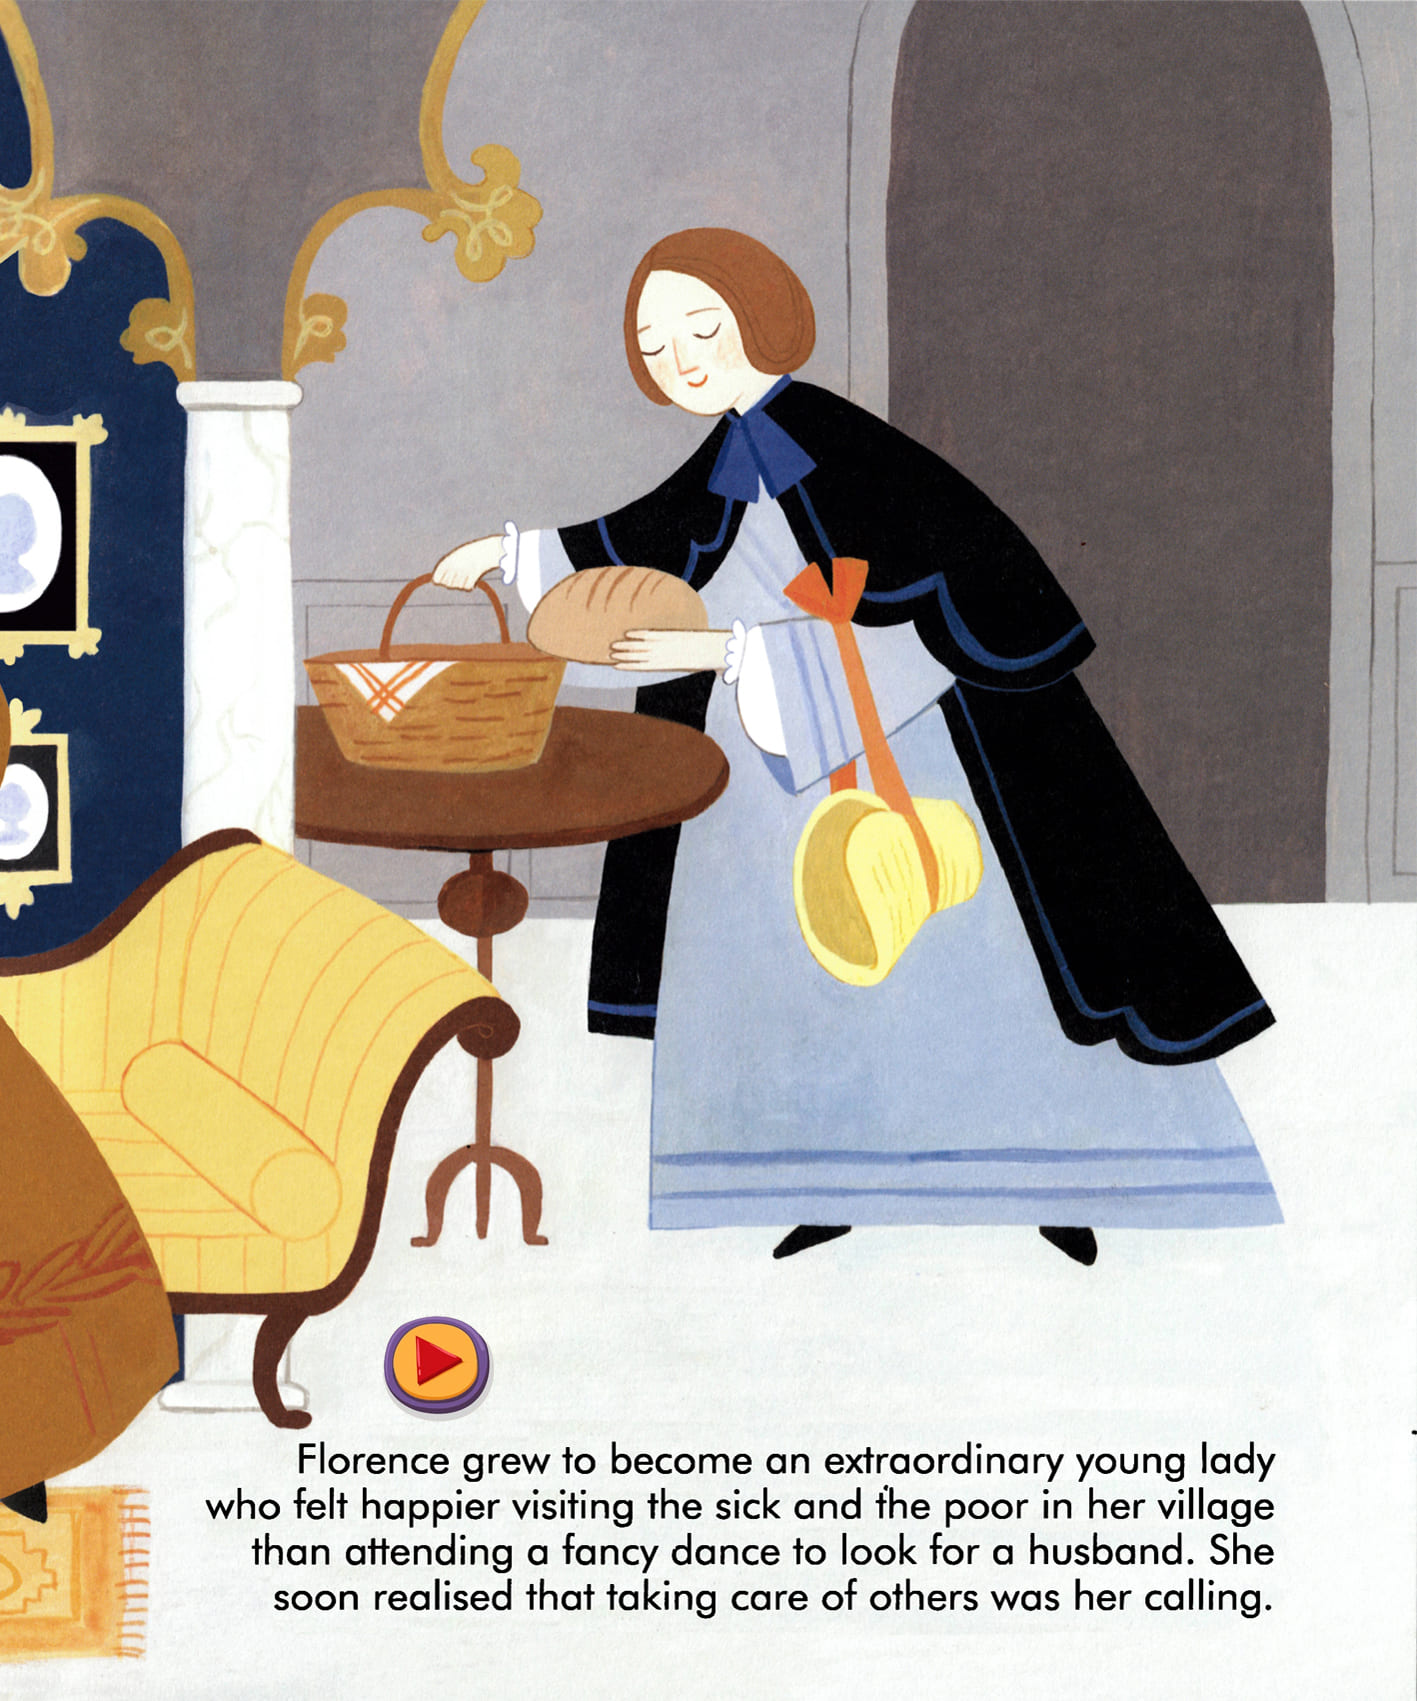 Florence grew to become an extraordinary young lady
who felt happier visiting the sick and the poor in her village
than attending a fancy dance to look for a husband. She
soon realised that taking care of others was her calling.